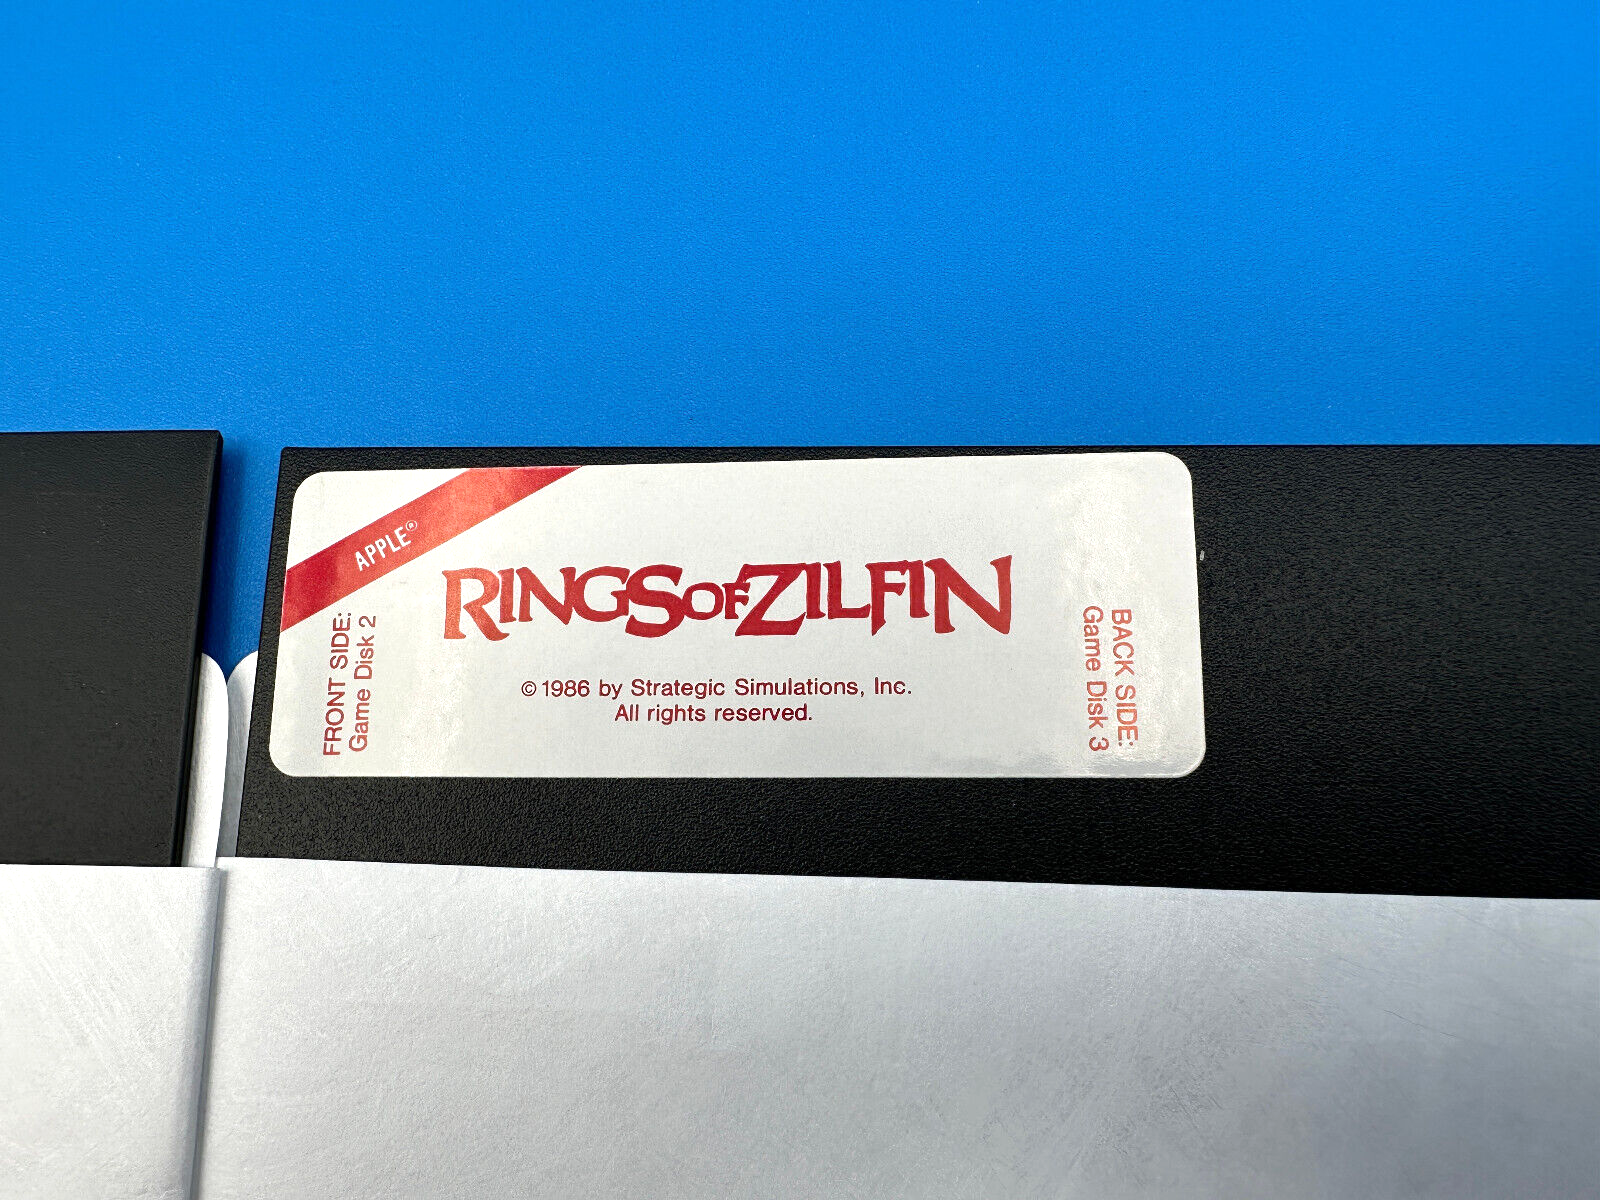 APPLE®
RINGS OF ZILFIN
© 1986 by Strategic Simulations, Inc.
All rights reserved.
FRONT SIDE:
Game Disk 2
BACK SIDE:
Game Disk 3